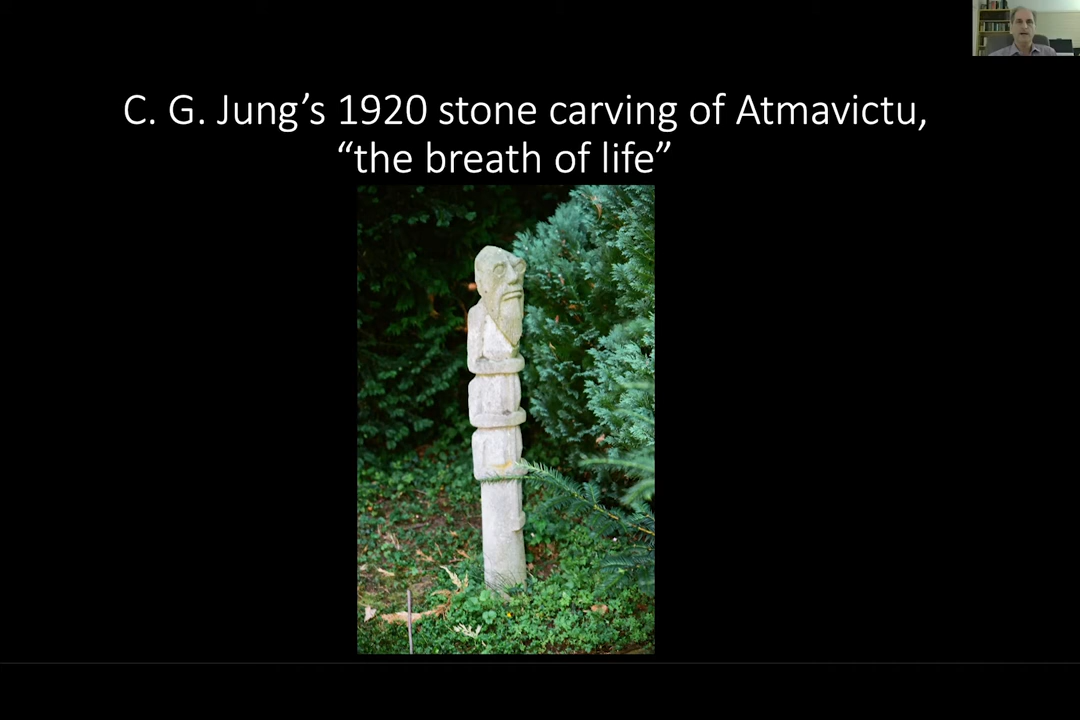 C. G. Jung’s 1920 stone carving of Atmavictu,
“the breath of life”